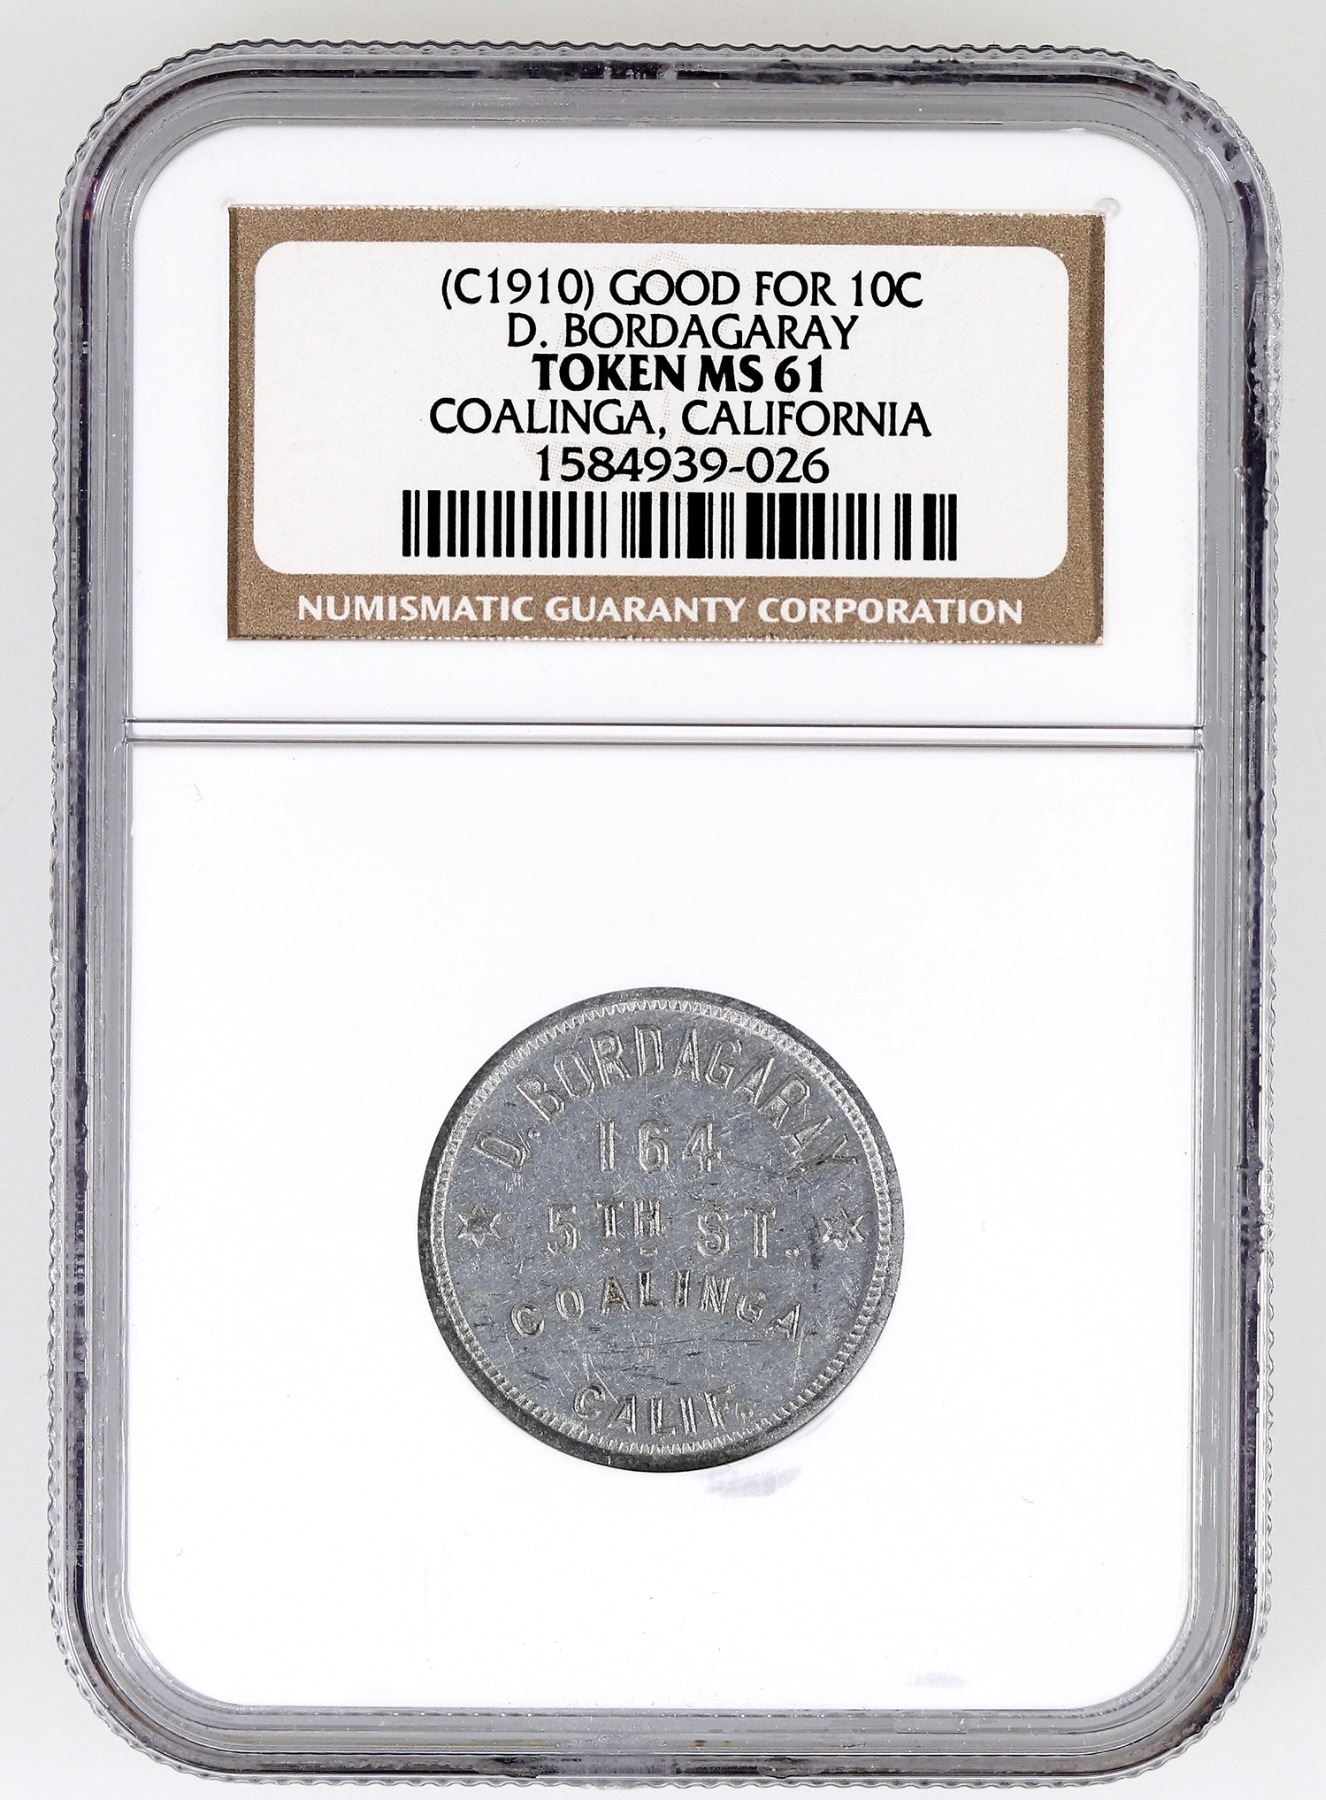 (C1910) GOOD FOR 10C
D. BORDAGARAY
TOKEN MS 61
COALINGA, CALIFORNIA
1584939-026
NUMISMATIC GUARANTY CORPORATION
D. BORDAGARAY
164
5TH ST.
COALINGA
CALIF.